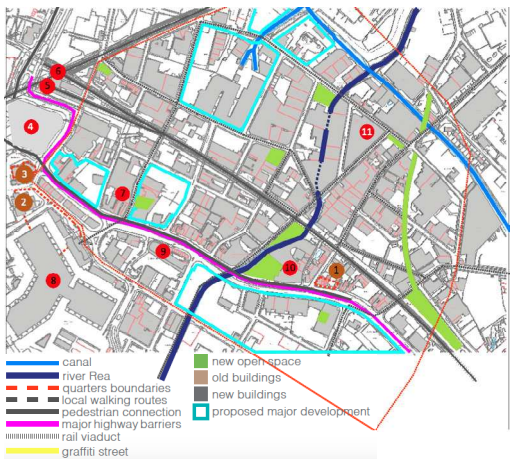 6
5
4
11
3
7
2
9
1
10
8
canal
river Rea
quarters boundaries
local walking routes
pedestrian connection
major highway barriers
rail viaduct
graffiti street
new open space
old buildings
new buildings
proposed major development